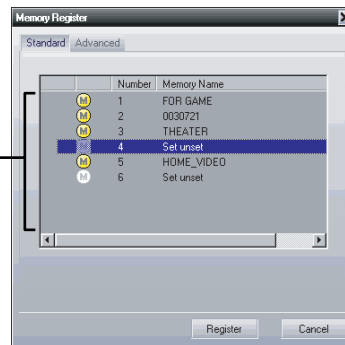 Memory Register
Standard Advanced
Number Memory Name
M 1 FOR GAME
M 2 0030721
M 3 THEATER
M 4 Set unset
M 5 HOME_VIDEO
M 6 Set unset
Register Cancel